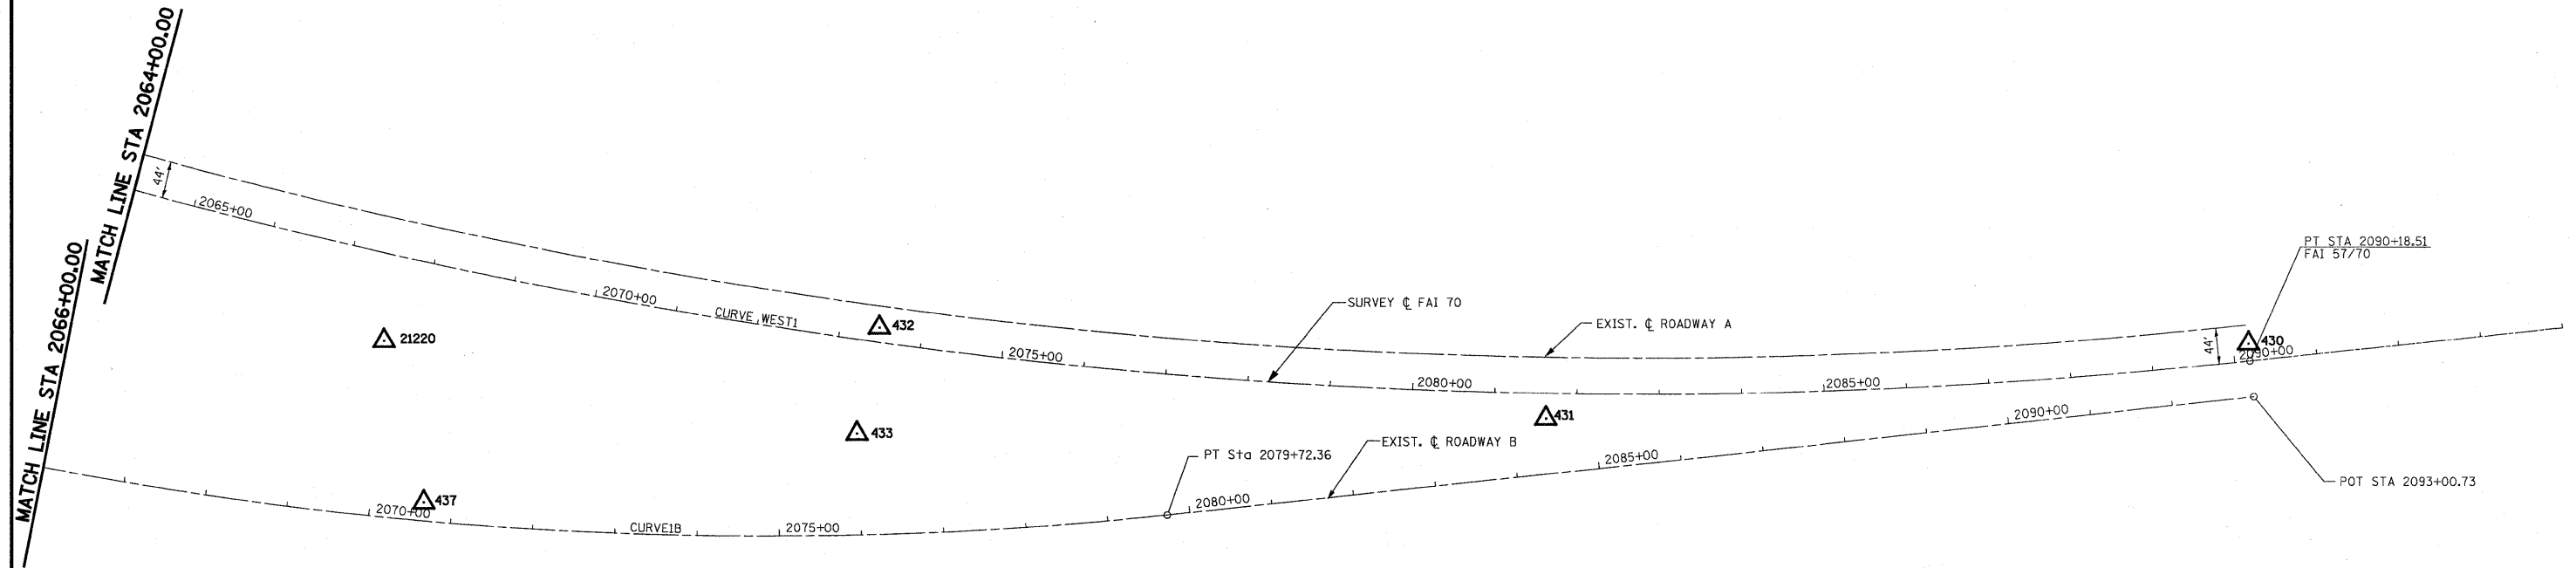 MATCH LINE STA 2064+00.00
MATCH LINE STA 2066+00.00
44'
2065+00
2070+00
CURVE WEST1
2075+00
2080+00
2085+00
2090+00
44'
SURVEY ℄ FAI 70
EXIST. ℄ ROADWAY A
PT STA 2090+18.51
FAI 57/70
21220
432
433
431
430
437
2070+00
CURVE1B
2075+00
2080+00
2085+00
2090+00
PT Sta 2079+72.36
EXIST. ℄ ROADWAY B
POT STA 2093+00.73